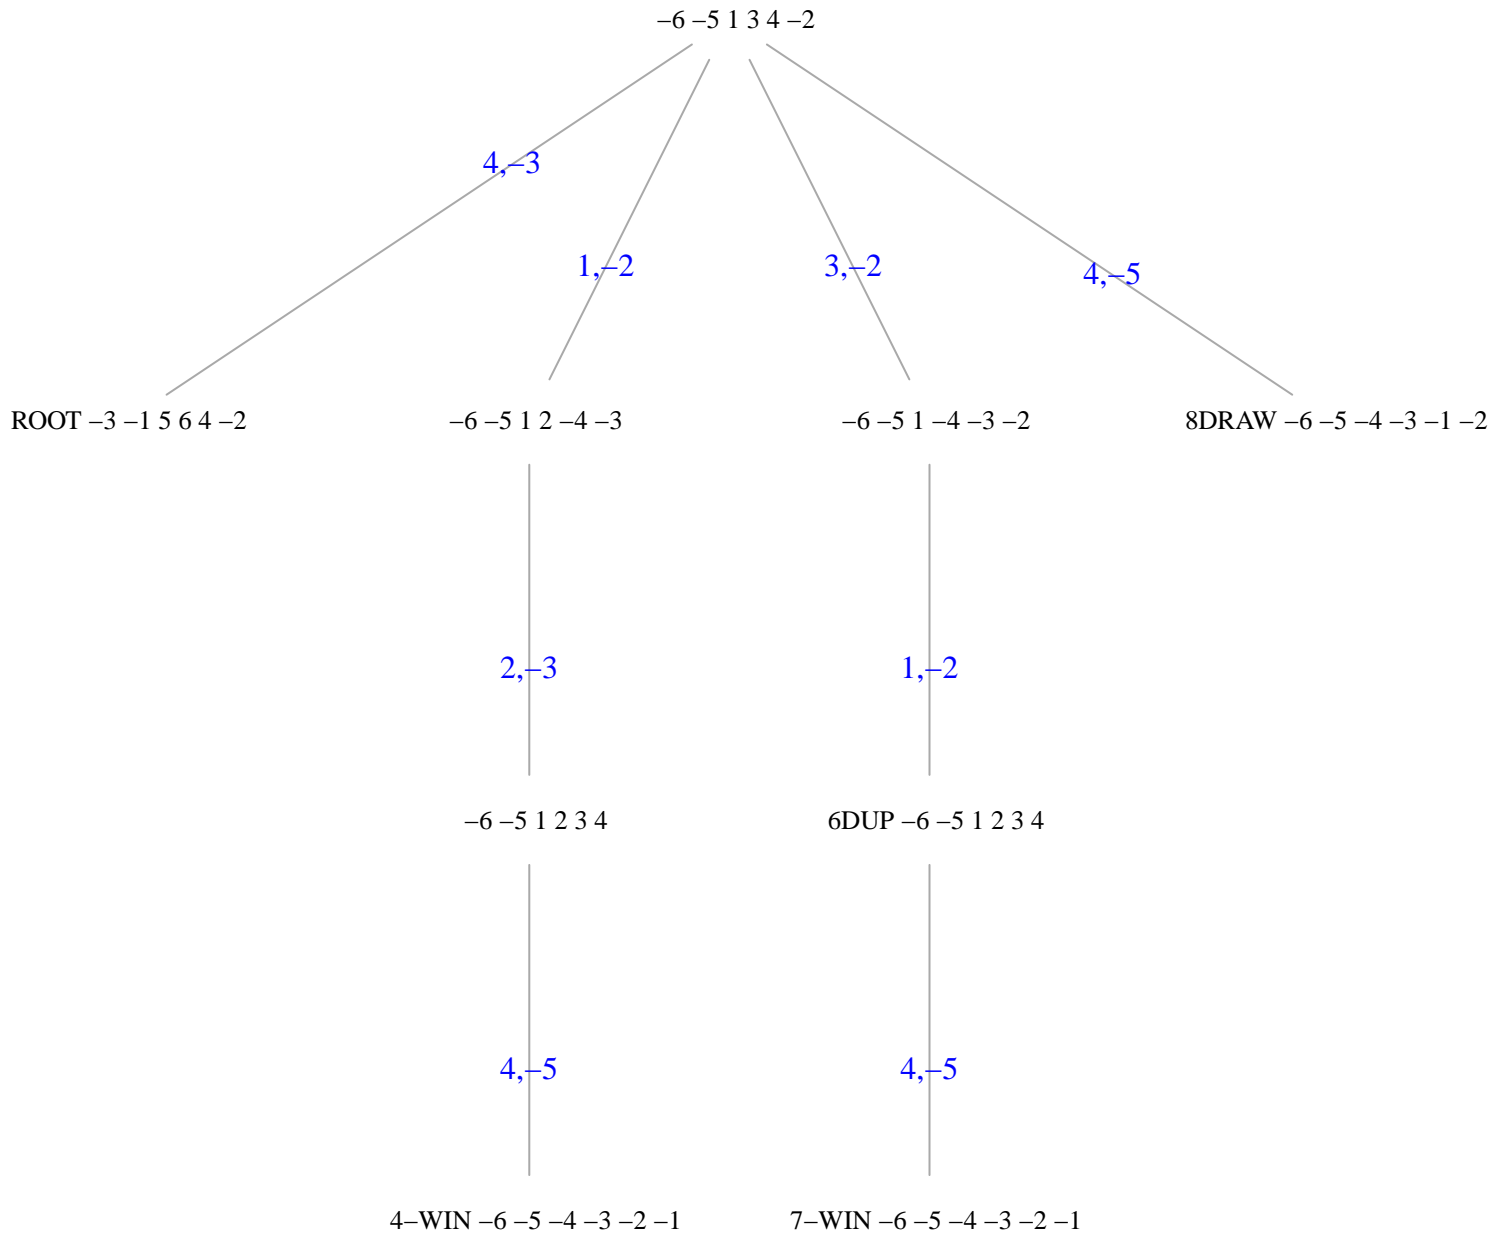 –6 –5 1 3 4 –2
4,–3
1,–2
3,–2
4,–5
ROOT –3 –1 5 6 4 –2
–6 –5 1 2 –4 –3
–6 –5 1 –4 –3 –2
8DRAW –6 –5 –4 –3 –1 –2
2,–3
1,–2
–6 –5 1 2 3 4
6DUP –6 –5 1 2 3 4
4,–5
4,–5
4–WIN –6 –5 –4 –3 –2 –1
7–WIN –6 –5 –4 –3 –2 –1